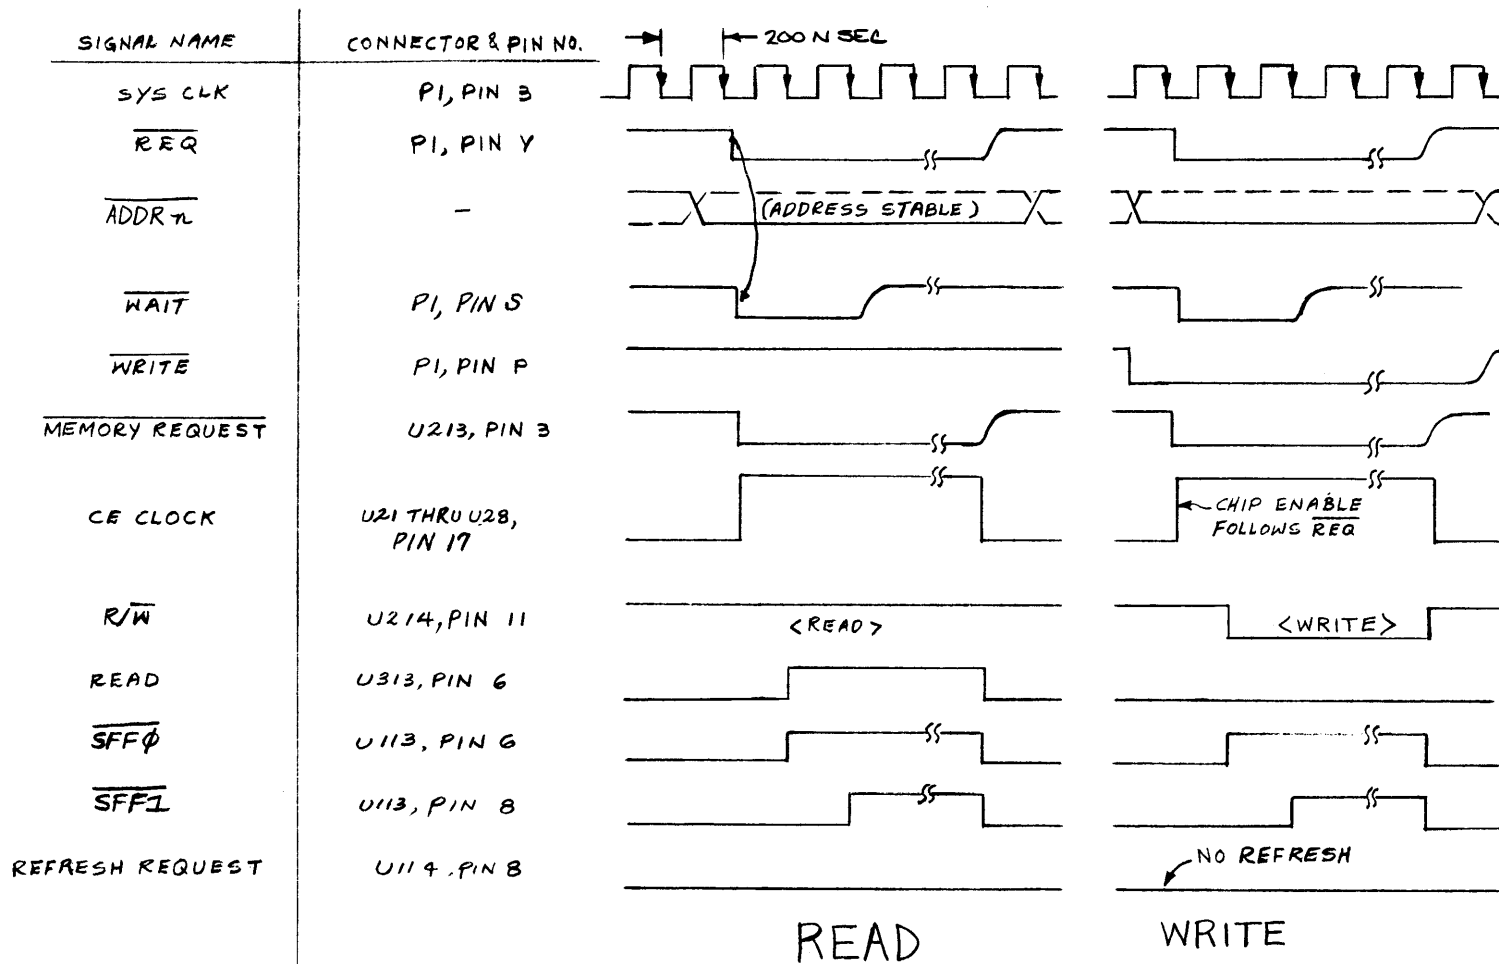 SIGNAL NAME CONNECTOR & PIN NO. 200 N SEC
SYS CLK P1, PIN 3
REQ P1, PIN Y
ADDR n - (ADDRESS STABLE)
WAIT P1, PIN S
WRITE P1, PIN P
MEMORY REQUEST U213, PIN 3
CE CLOCK U21 THRU U28, CHIP ENABLE
PIN 17 FOLLOWS REQ
R/W U214, PIN 11 <READ> <WRITE>
READ U313, PIN 6
SFFØ U113, PIN 6
SFF1 U113, PIN 8
REFRESH REQUEST U114, PIN 8 NO REFRESH
READ WRITE